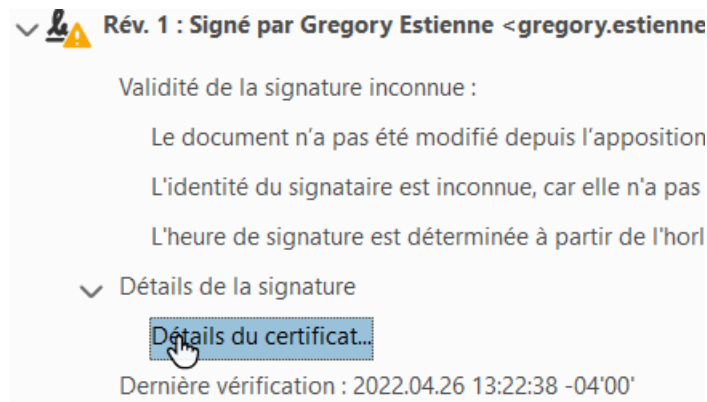 Rév. 1 : Signé par Gregory Estienne <gregory.estienne
Validité de la signature inconnue :
Le document n’a pas été modifié depuis l’apposition
L'identité du signataire est inconnue, car elle n'a pas
L'heure de signature est déterminée à partir de l'horl
Détails de la signature
Détails du certificat...
Dernière vérification : 2022.04.26 13:22:38 -04'00'